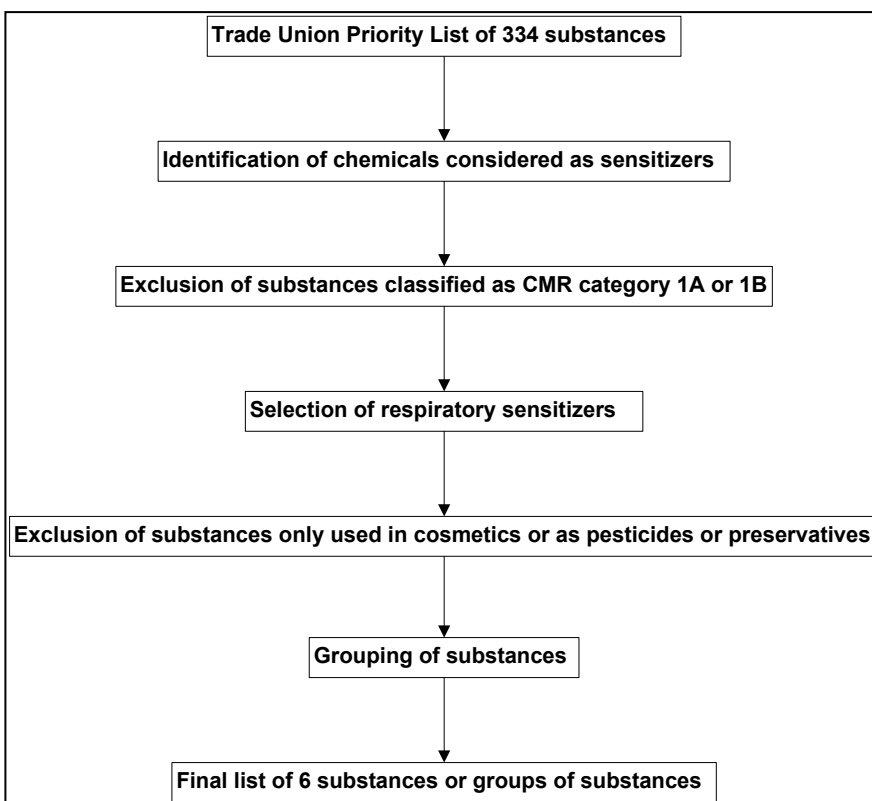 Trade Union Priority List of 334 substances
Identification of chemicals considered as sensitizers
Exclusion of substances classified as CMR category 1A or 1B
Selection of respiratory sensitizers
Exclusion of substances only used in cosmetics or as pesticides or preservatives
Grouping of substances
Final list of 6 substances or groups of substances